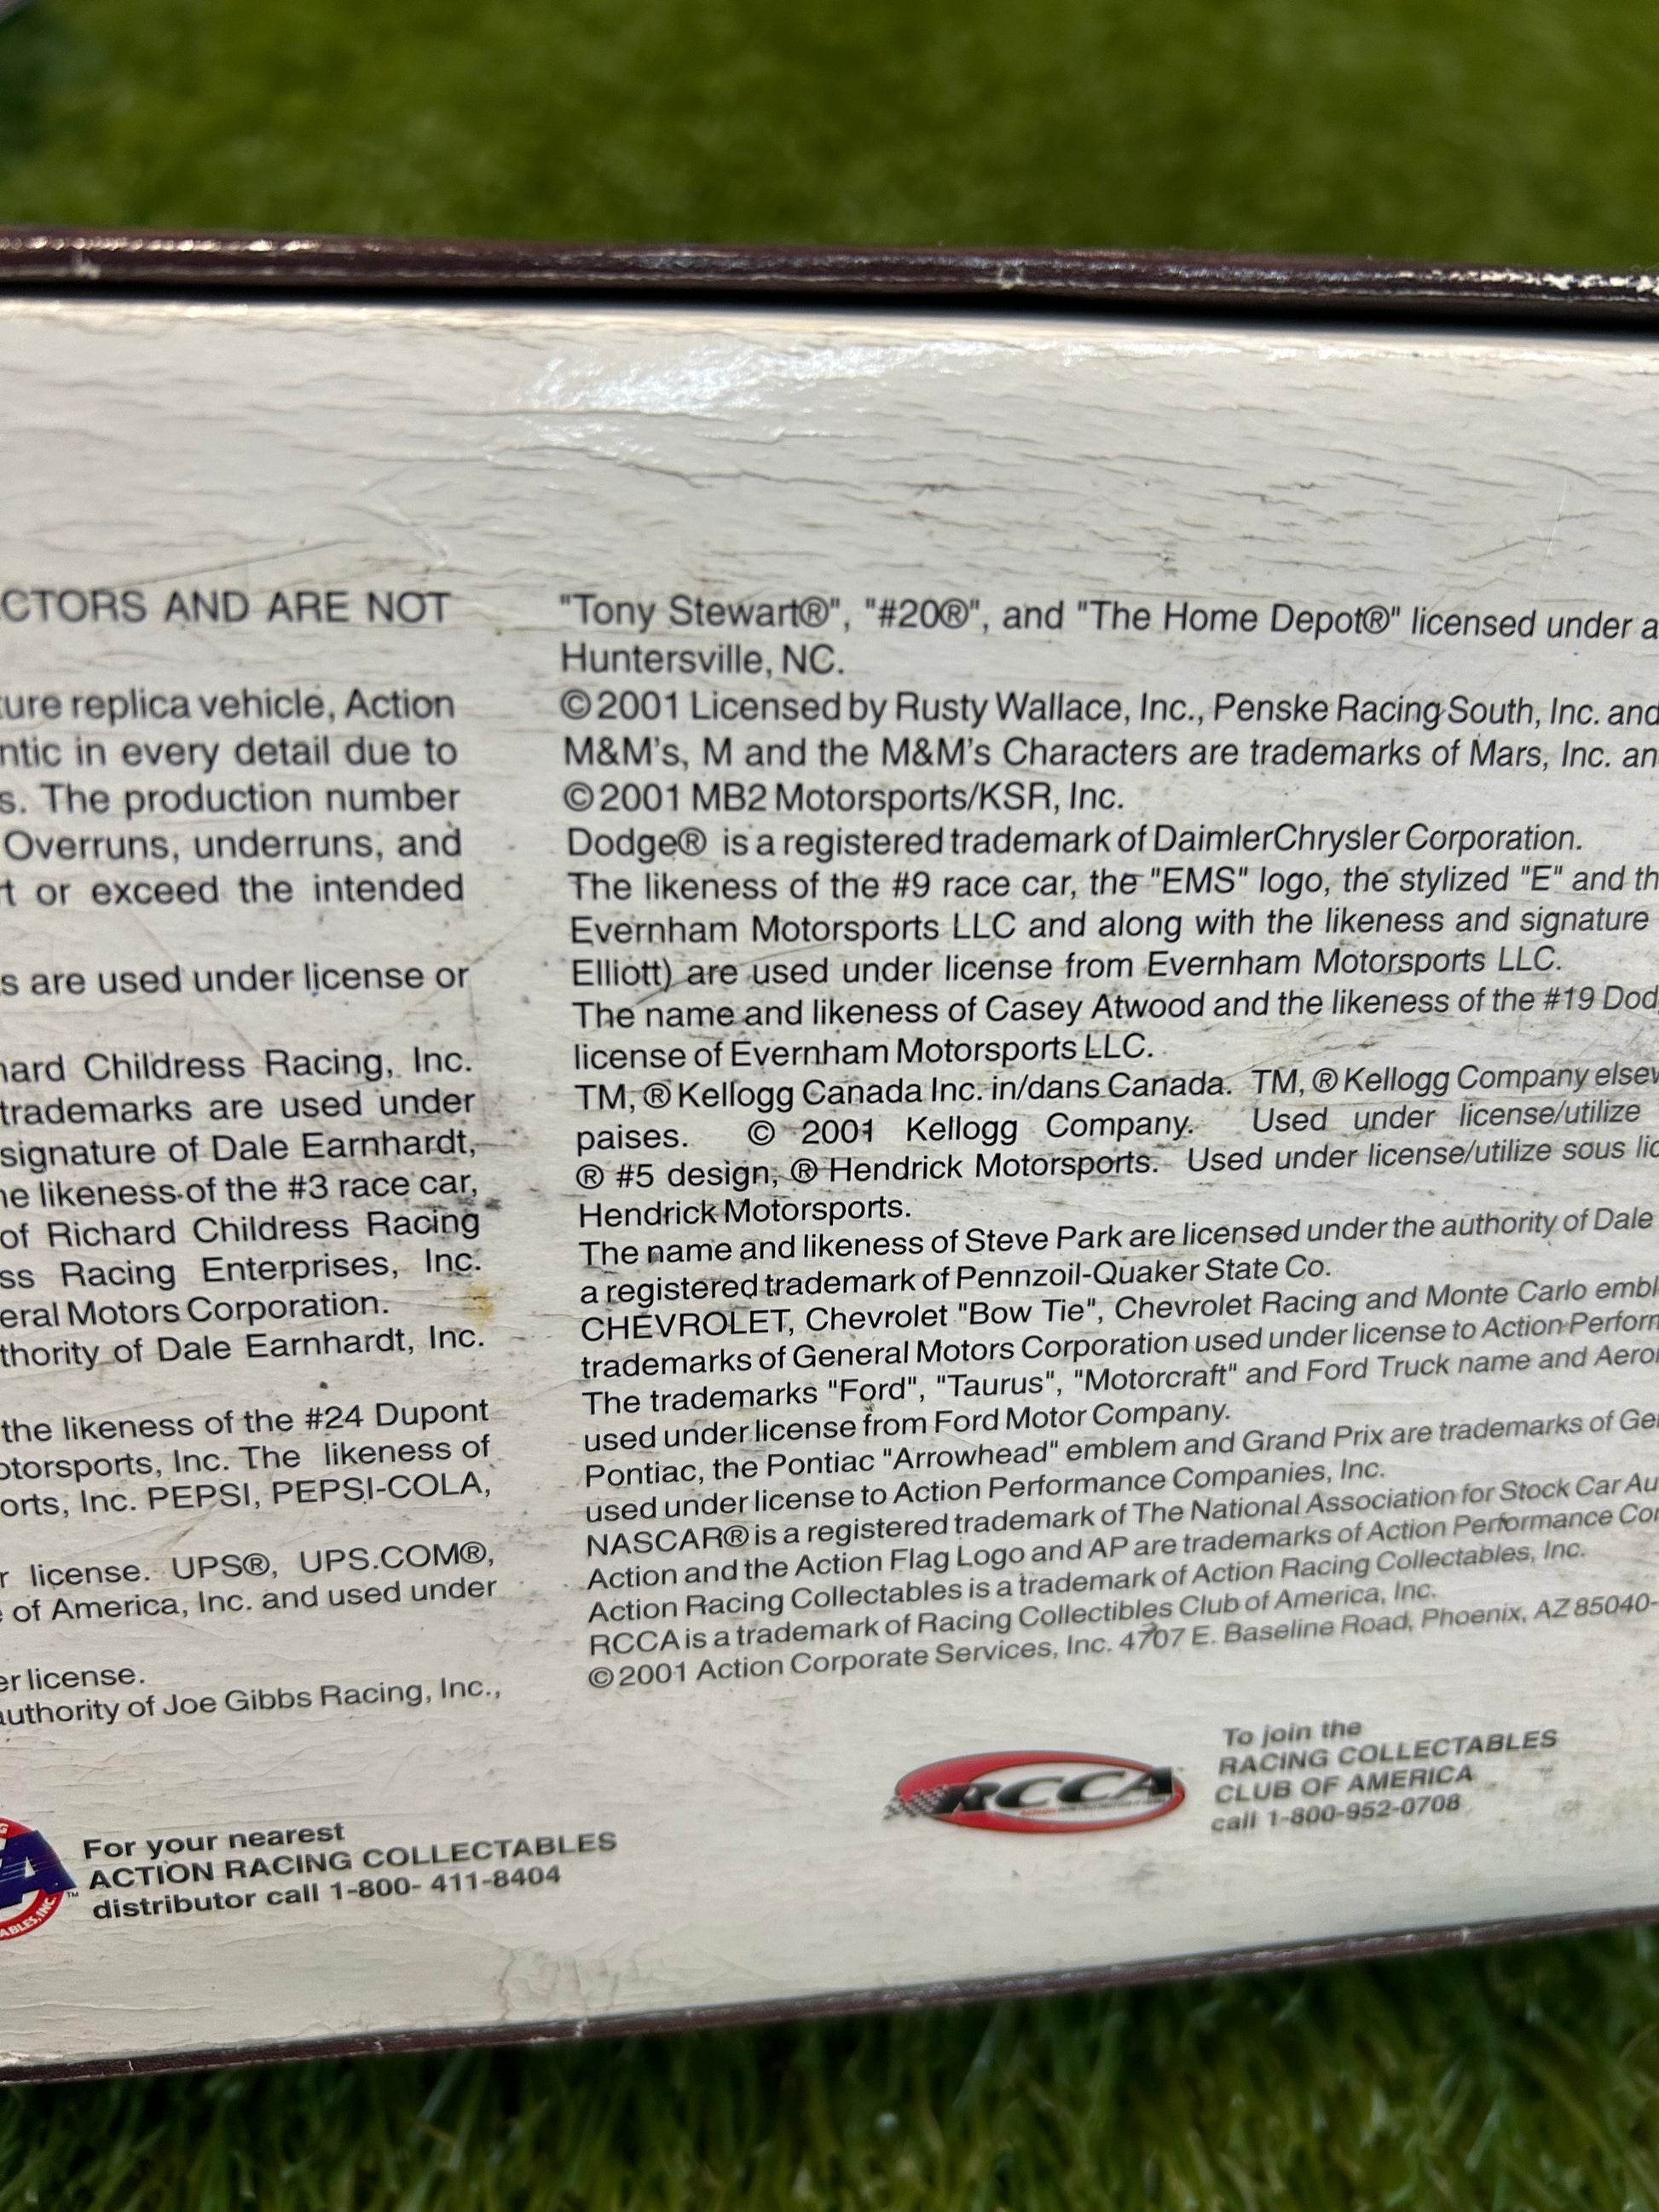 CTORS AND ARE NOT
ture replica vehicle, Action
ntic in every detail due to
s. The production number
Overruns, underruns, and
rt or exceed the intended
s are used under license or
hard Childress Racing, Inc.
trademarks are used under
signature of Dale Earnhardt,
he likeness of the #3 race car,
of Richard Childress Racing
ss Racing Enterprises, Inc.
eral Motors Corporation.
thority of Dale Earnhardt, Inc.
the likeness of the #24 Dupont
otorsports, Inc. The likeness of
orts, Inc. PEPSI, PEPSI-COLA,
r license. UPS®, UPS.COM®,
e of America, Inc. and used under
er license.
authority of Joe Gibbs Racing, Inc.,
"Tony Stewart®", "#20®", and "The Home Depot®" licensed under a
Huntersville, NC.
©2001 Licensed by Rusty Wallace, Inc., Penske Racing South, Inc. and
M&M's, M and the M&M's Characters are trademarks of Mars, Inc. an
©2001 MB2 Motorsports/KSR, Inc.
Dodge® is a registered trademark of DaimlerChrysler Corporation.
The likeness of the #9 race car, the "EMS" logo, the stylized "E" and th
Evernham Motorsports LLC and along with the likeness and signature
Elliott) are used under license from Evernham Motorsports LLC.
The name and likeness of Casey Atwood and the likeness of the #19 Dod
license of Evernham Motorsports LLC.
TM, ® Kellogg Canada Inc. in/dans Canada. TM, ® Kellogg Company elsew
paises. © 2001 Kellogg Company. Used under license/utilize
® #5 design, ® Hendrick Motorsports. Used under license/utilize sous lic
Hendrick Motorsports.
The name and likeness of Steve Park are licensed under the authority of Dale
a registered trademark of Pennzoil-Quaker State Co.
CHEVROLET, Chevrolet "Bow Tie", Chevrolet Racing and Monte Carlo embl
trademarks of General Motors Corporation used under license to Action Perform
The trademarks "Ford", "Taurus", "Motorcraft" and Ford Truck name and Aero
used under license from Ford Motor Company.
Pontiac, the Pontiac "Arrowhead" emblem and Grand Prix are trademarks of Ge
used under license to Action Performance Companies, Inc.
NASCAR® is a registered trademark of The National Association for Stock Car Au
Action and the Action Flag Logo and AP are trademarks of Action Performance Co
Action Racing Collectables is a trademark of Action Racing Collectables, Inc.
RCCA is a trademark of Racing Collectibles Club of America, Inc.
©2001 Action Corporate Services, Inc. 4707 E. Baseline Road, Phoenix, AZ 85040-
For your nearest
ACTION RACING COLLECTABLES
distributor call 1-800- 411-8404
RCCA
To join the
RACING COLLECTABLES
CLUB OF AMERICA
call 1-800-952-0708